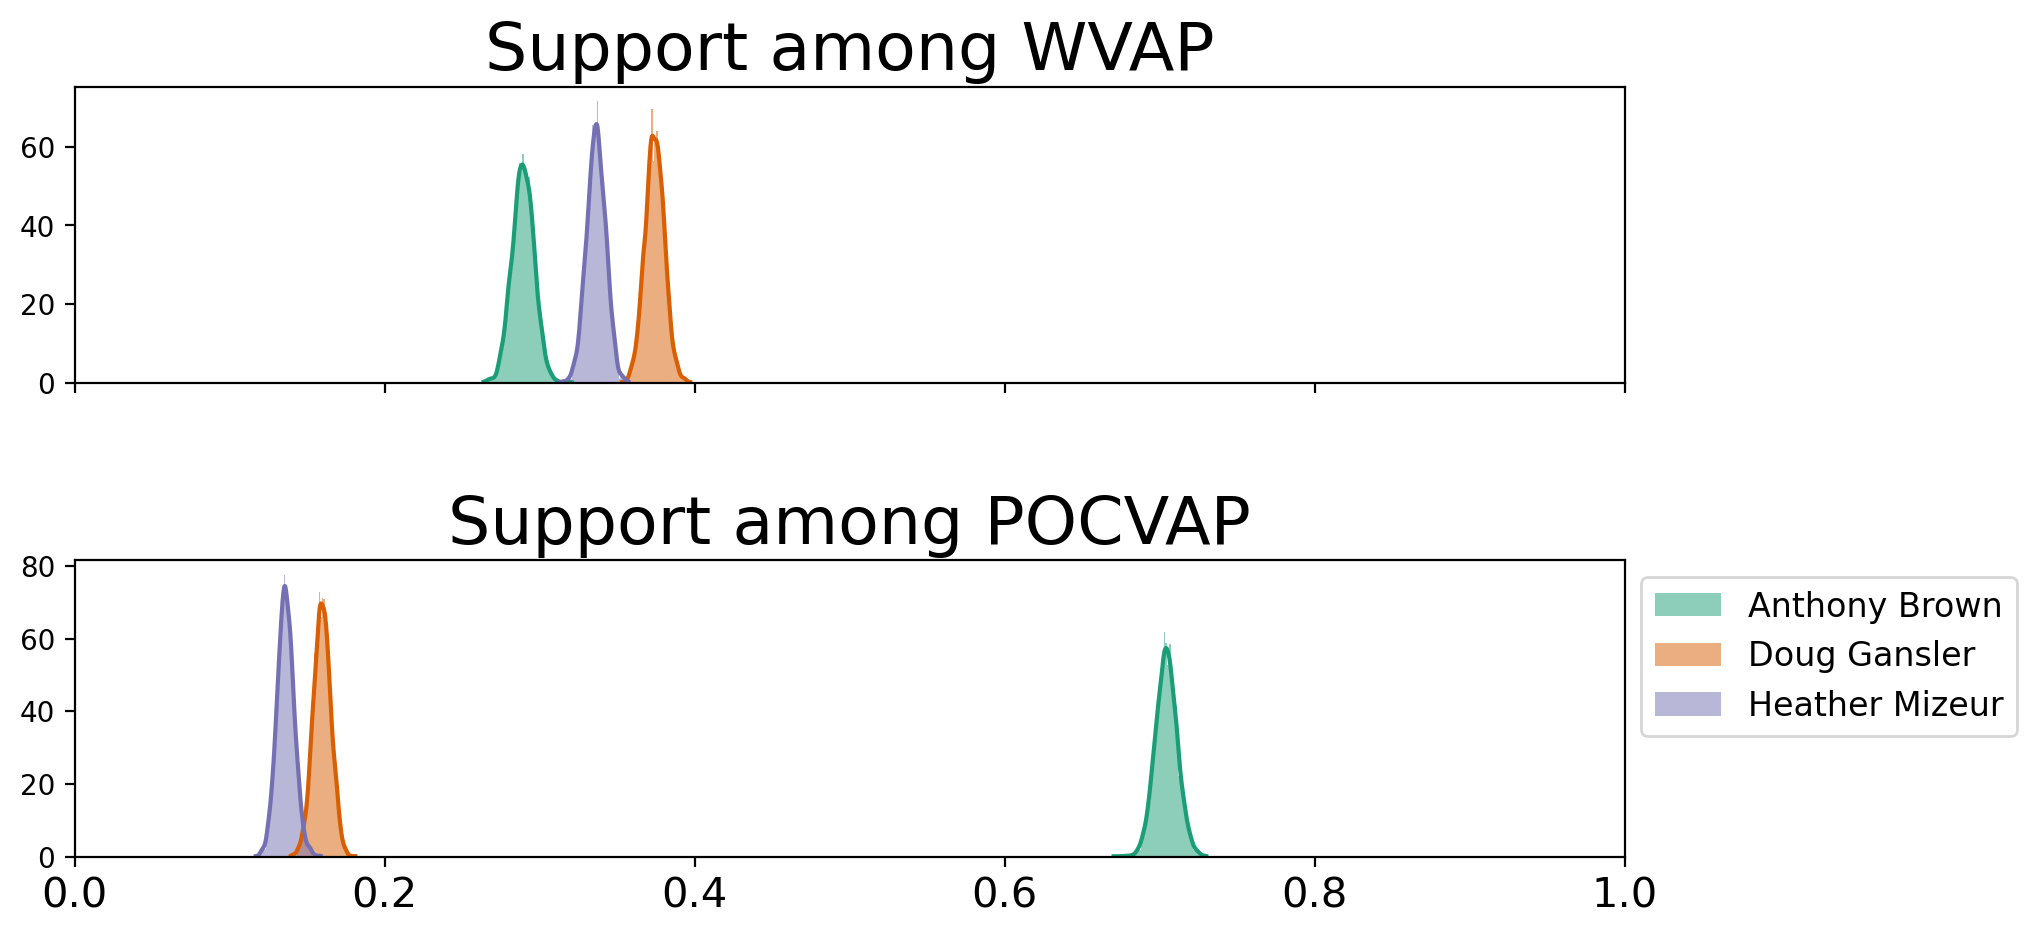 Support among WVAP
60
40
20
0
Support among POCVAP
80
60
40
20
0
0.0 0.2 0.4 0.6 0.8 1.0
Anthony Brown
Doug Gansler
Heather Mizeur